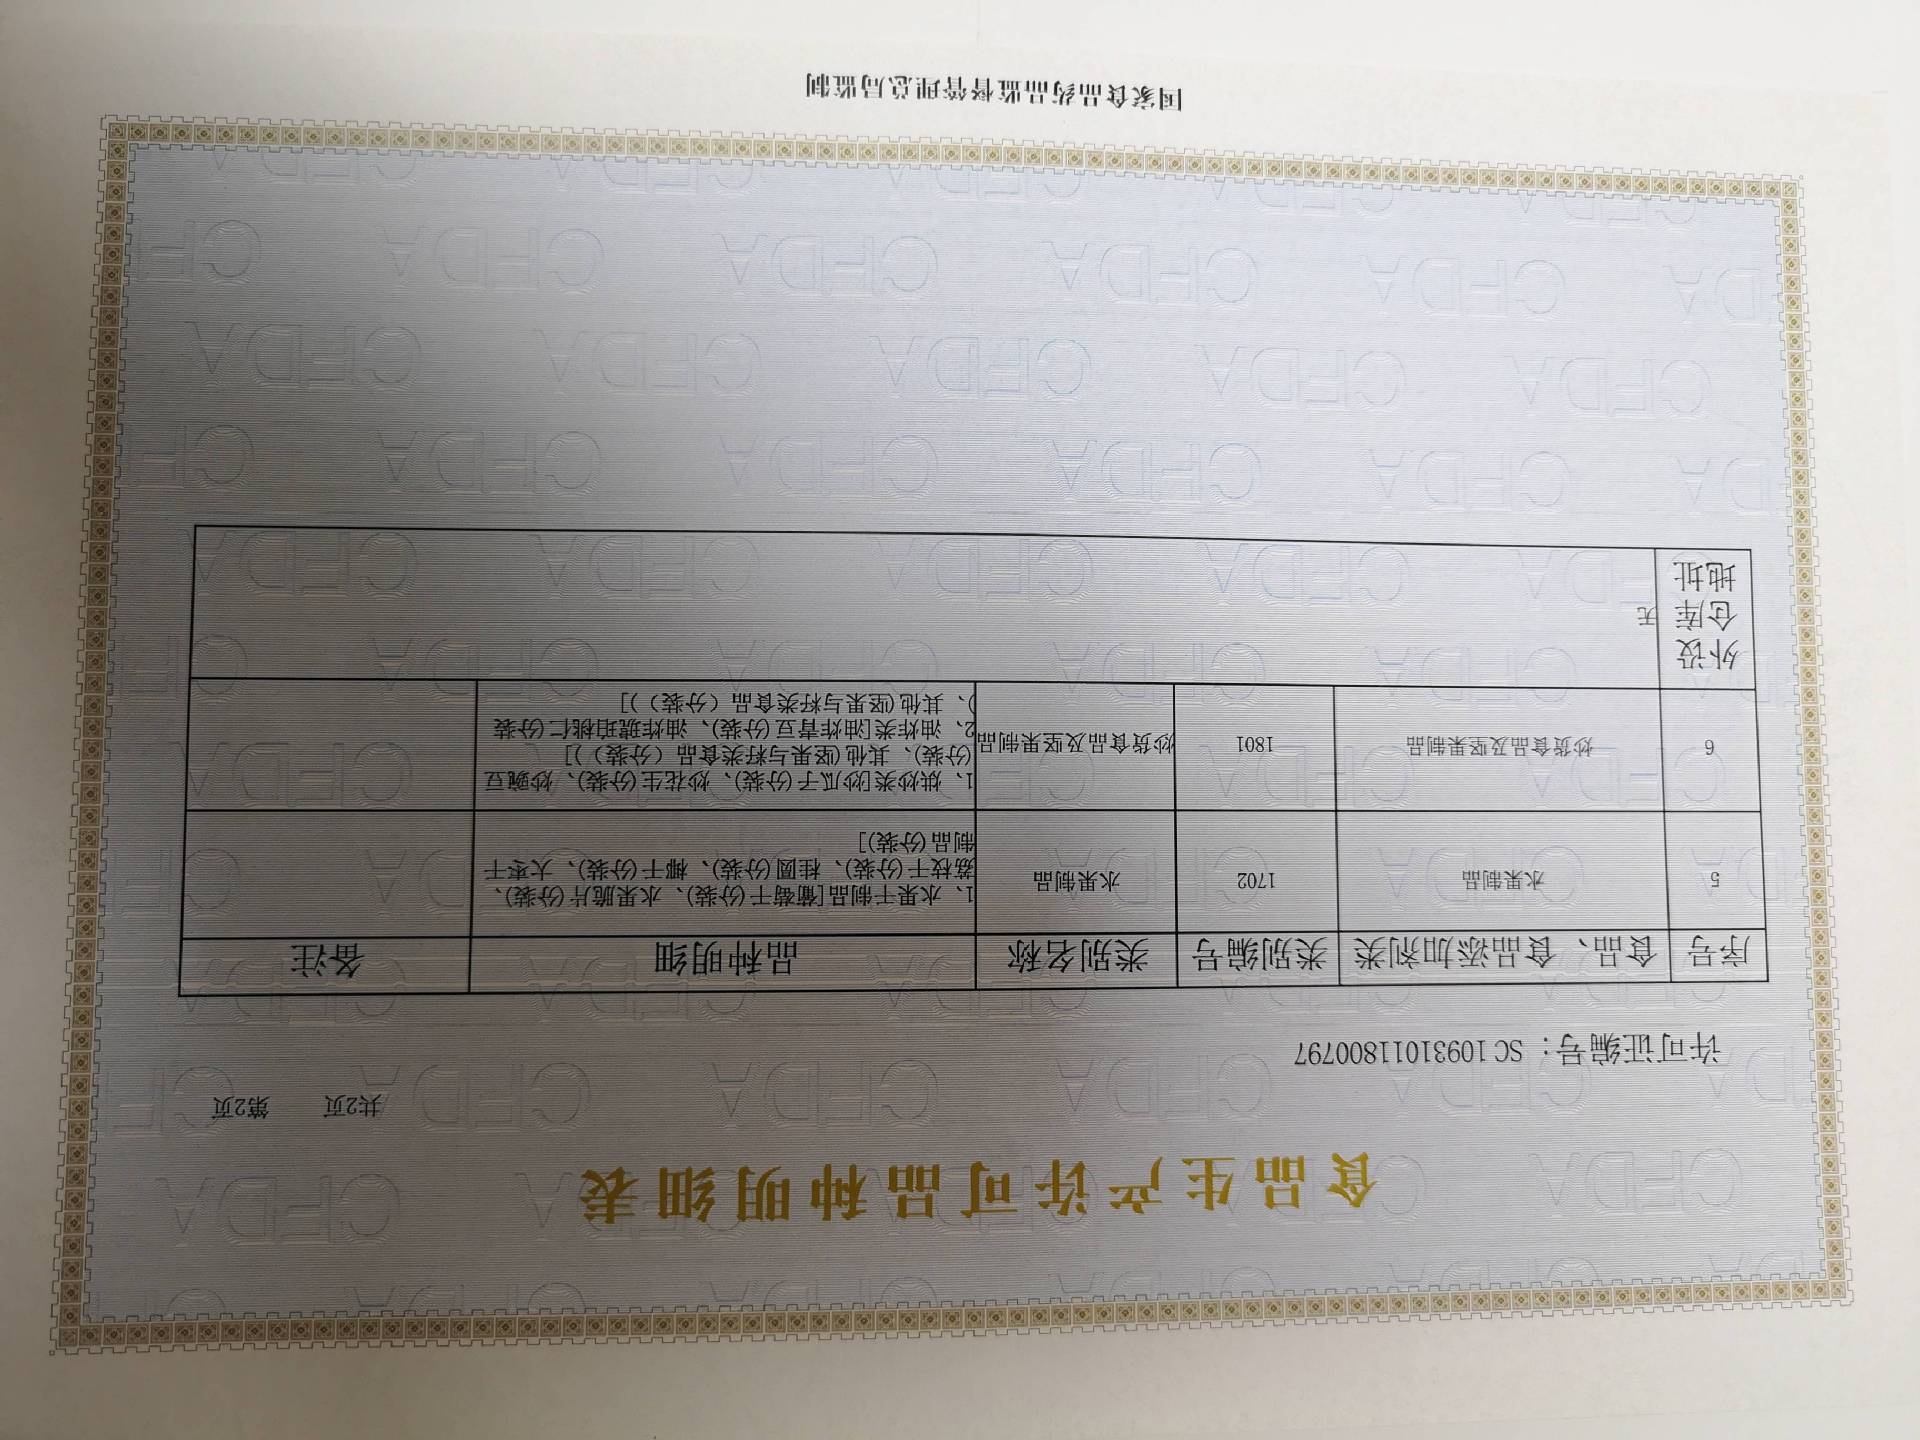 食品生产许可品种明细表
共2页 第2页
许可证编号：SC10931011800797
序号 食品、食品添加剂类 类别编号 类别名称 品种明细 备注
5 水果制品 1702 水果制品
1、水果干制品[葡萄干(分装)、水果脆片(分装)、
荔枝干(分装)、桂圆(分装)、椰干(分装)、大枣干
制品(分装)]
6 炒货食品及坚果制品 1801 炒货食品及坚果制品
1、烘炒类[炒瓜子(分装)、炒花生(分装)、炒豌豆
(分装)、其他(坚果与籽类食品（分装）)]
2、油炸类[油炸青豆(分装)、油炸琥珀桃仁(分装
)、其他(坚果与籽类食品（分装）)]
外设
仓库
地址
无
国家食品药品监督管理总局监制
CFDA